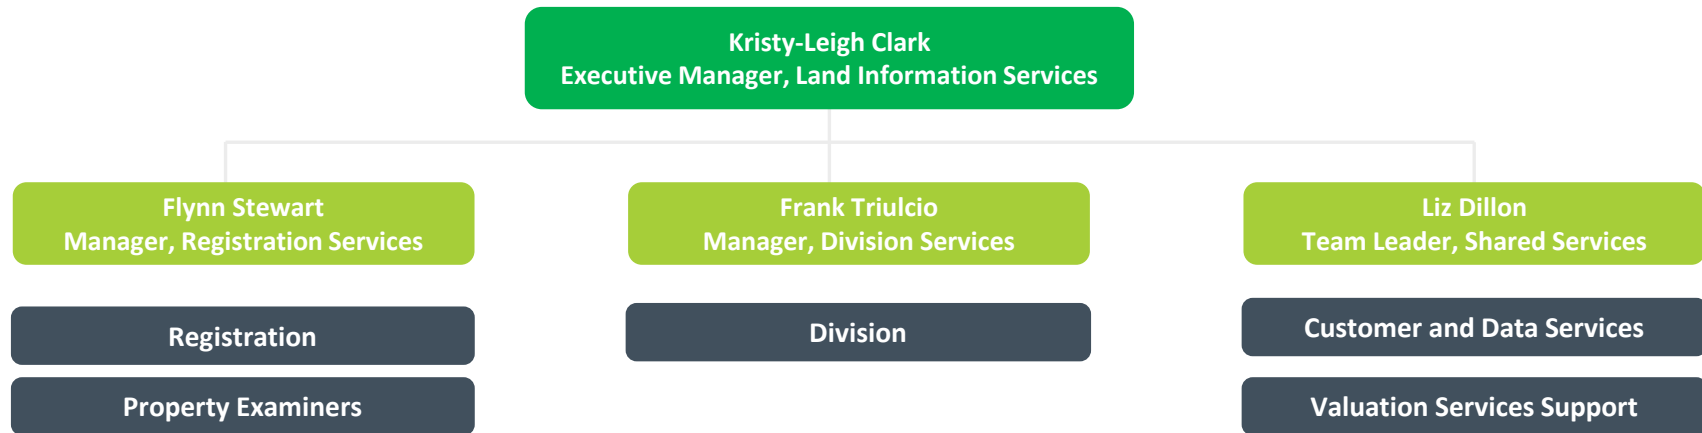 Kristy-Leigh Clark
Executive Manager, Land Information Services
Flynn Stewart
Manager, Registration Services
Frank Triulcio
Manager, Division Services
Liz Dillon
Team Leader, Shared Services
Registration
Division
Customer and Data Services
Property Examiners
Valuation Services Support